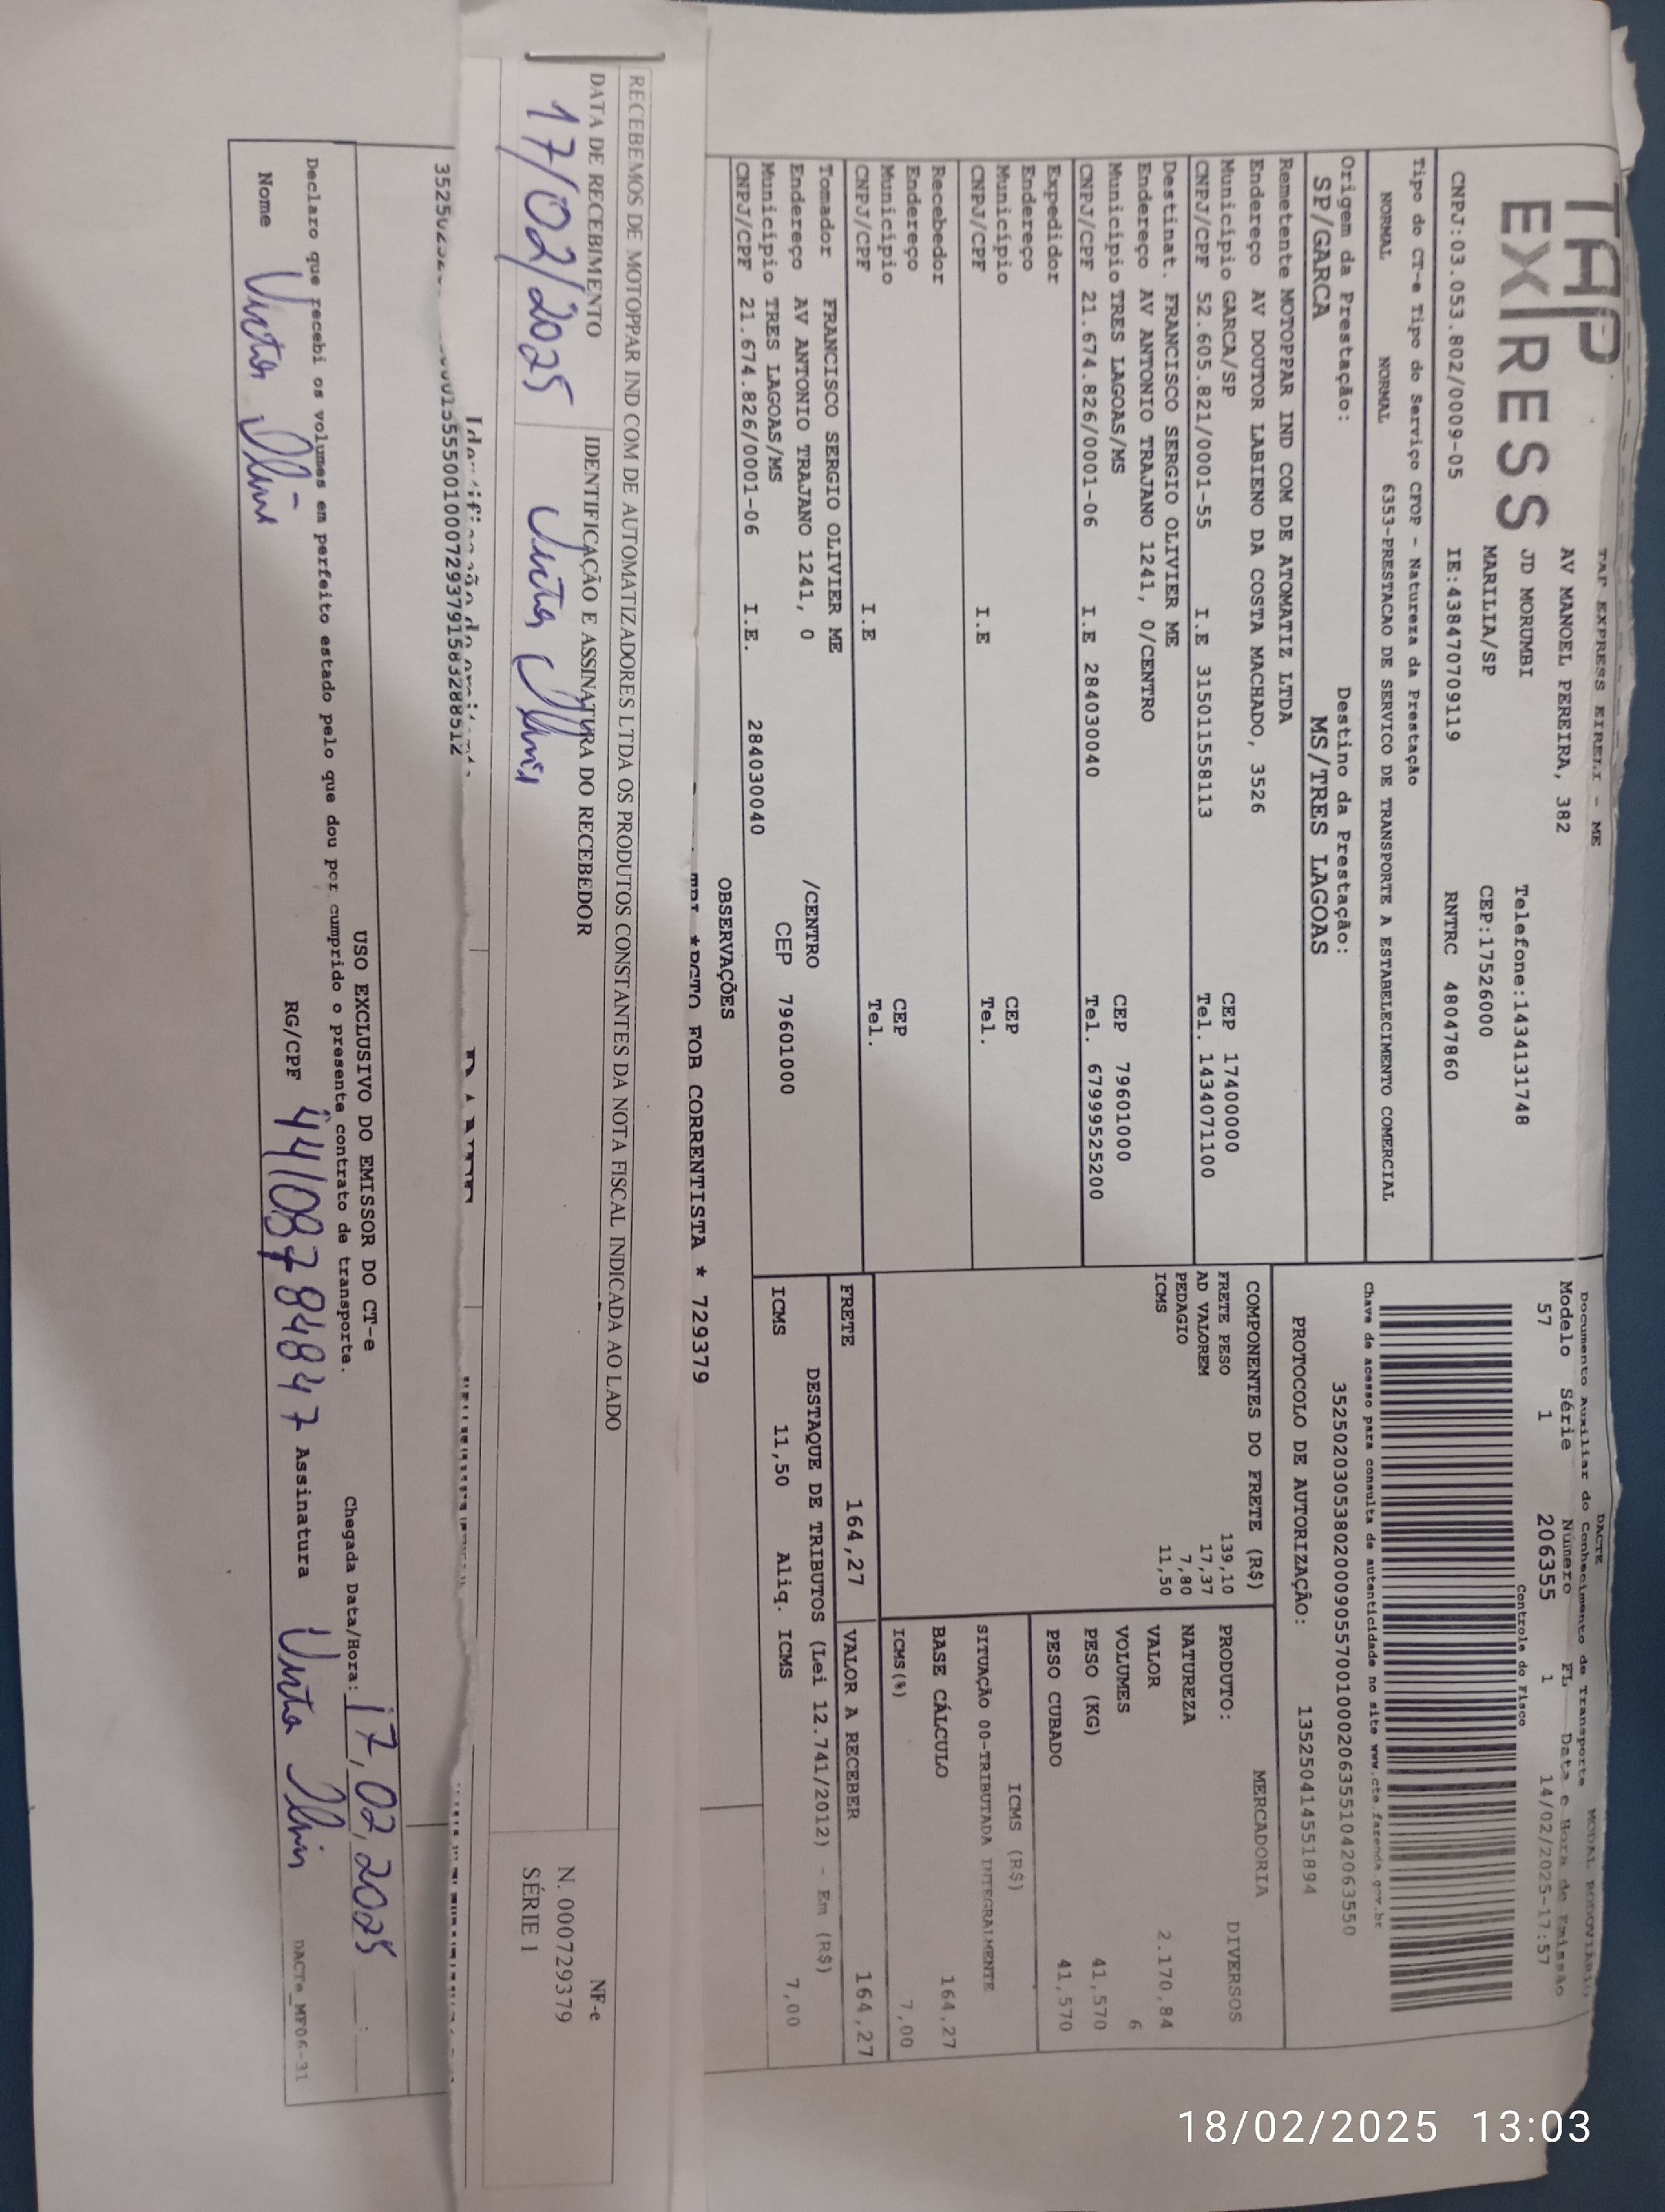 TAP
EXPRESS
TAP EXPRESS EIRELI - ME
AV MANOEL PEREIRA, 382
JD MORUMBI Telefone:1434131748
MARILIA/SP CEP:17526000
CNPJ:03.053.802/0009-05 IE:438470709119 RNTRC 48047860
Tipo do CT-e Tipo do Serviço CFOP - Natureza da Prestação
NORMAL NORMAL 6353-PRESTACAO DE SERVICO DE TRANSPORTE A ESTABELECIMENTO COMERCIAL
Origem da Prestação: Destino da Prestação:
SP/GARCA MS/TRES LAGOAS
DACTE MODAL RODOVIÁRIO
Documento Auxiliar do Conhecimento de Transporte
Modelo Série Número FL Data e Hora de Emissão
57 1 206355 1 14/02/2025-17:57
Controle do Fisco
Chave de acesso para consulta de autenticidade no site www.cte.fazenda.gov.br
35250203053802000905570010002063551042063550
PROTOCOLO DE AUTORIZAÇÃO: 135250414551894
Remetente MOTOPPAR IND COM DE ATOMATIZ LTDA
Endereço AV DOUTOR LABIENO DA COSTA MACHADO, 3526
Município GARCA/SP CEP 17400000
CNPJ/CPF 52.605.821/0001-55 I.E 315011558113 Tel. 1434071100
Destinat. FRANCISCO SERGIO OLIVIER ME
Endereço AV ANTONIO TRAJANO 1241, 0/CENTRO
Município TRES LAGOAS/MS CEP 79601000
CNPJ/CPF 21.674.826/0001-06 I.E 284030040 Tel. 67999525200
Expedidor
Endereço
Município CEP
CNPJ/CPF I.E Tel.
Recebedor
Endereço
Município CEP
CNPJ/CPF I.E Tel.
Tomador FRANCISCO SERGIO OLIVIER ME
Endereço AV ANTONIO TRAJANO 1241, 0 /CENTRO
Município TRES LAGOAS/MS CEP 79601000
CNPJ/CPF 21.674.826/0001-06 I.E. 284030040
COMPONENTES DO FRETE (R$)
FRETE PESO 139,10
AD VALOREM 17,37
PEDAGIO 7,80
ICMS 11,50
PRODUTO: MERCADORIA
NATUREZA DIVERSOS
VALOR 2.170,84
VOLUMES 6
PESO (KG) 41,570
PESO CUBADO 41,570
ICMS (R$)
SITUAÇÃO 00-TRIBUTADA INTEGRALMENTE
BASE CÁLCULO 164,27
ICMS(%) 7,00
FRETE 164,27 VALOR A RECEBER 164,27
DESTAQUE DE TRIBUTOS (Lei 12.741/2012) - Em (R$)
ICMS 11,50 Aliq. ICMS 7,00
OBSERVAÇÕES
FOB CORRENTISTA * 729379
RECEBEMOS DE MOTOPPAR IND COM DE AUTOMATIZADORES LTDA OS PRODUTOS CONSTANTES DA NOTA FISCAL INDICADA AO LADO
DATA DE RECEBIMENTO IDENTIFICAÇÃO E ASSINATURA DO RECEBEDOR
17/02/2025
NF-e
N. 000729379
SÉRIE 1
USO EXCLUSIVO DO EMISSOR DO CT-e
Declaro que recebi os volumes em perfeito estado pelo que dou por cumprido o presente contrato de transporte.
Chegada Data/Hora: 17,02,2025 :
Nome Victor RG/CPF 44108784847 Assinatura
DACTe_MF06-31
18/02/2025 13:03